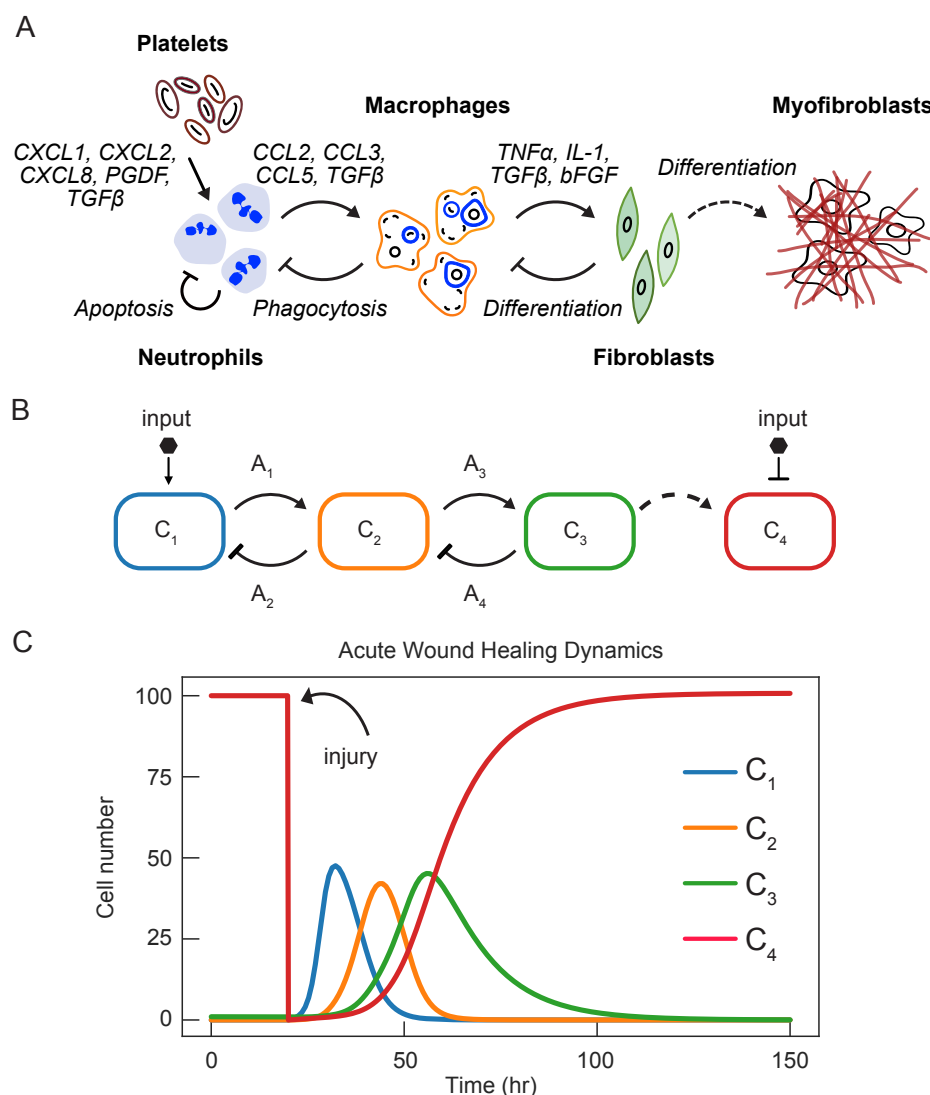 A
Platelets
Macrophages
Myofibroblasts
CXCL1, CXCL2,
CXCL8, PGDF,
TGFβ
CCL2, CCL3,
CCL5, TGFβ
TNFα, IL-1,
TGFβ, bFGF
Differentiation
Apoptosis
Phagocytosis
Differentiation
Neutrophils
Fibroblasts
B
input
input
A1
A3
C1
C2
C3
C4
A2
A4
C
Acute Wound Healing Dynamics
100
75
50
25
0
Cell number
injury
C1
C2
C3
C4
0
50
100
150
Time (hr)